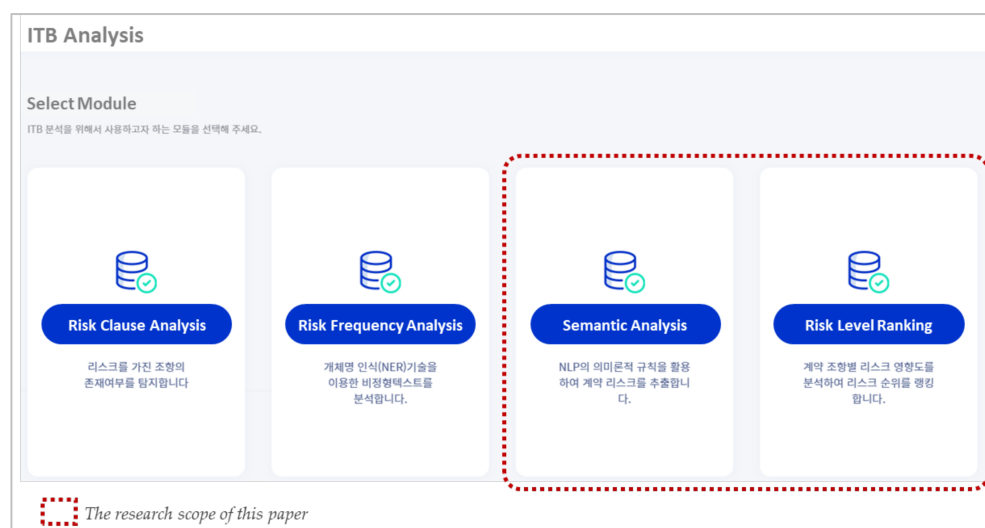 ITB Analysis
Select Module
ITB 분석을 위해서 사용하고자 하는 모듈을 선택해 주세요.
Risk Clause Analysis
리스크를 가진 조항의
존재여부를 탐지합니다
Risk Frequency Analysis
개체명 인식(NER)기술을
이용한 비정형텍스트를
분석합니다.
Semantic Analysis
NLP의 의미론적 규칙을 활용
하여 계약 리스크를 추출합니
다.
Risk Level Ranking
계약 조항별 리스크 영향도를
분석하여 리스크 순위를 랭킹
합니다.
The research scope of this paper